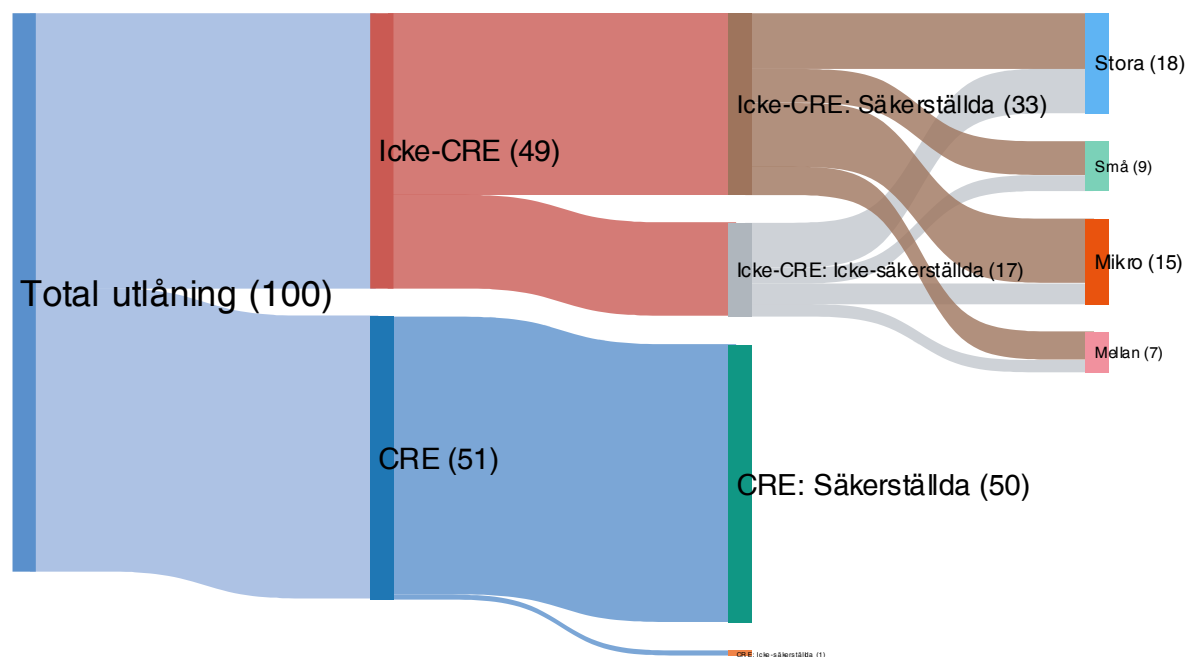 Total utlåning (100)
Icke-CRE (49)
CRE (51)
Icke-CRE: Säkerställda (33)
Icke-CRE: Icke-säkerställda (17)
CRE: Säkerställda (50)
CRE: Icke-säkerställda (1)
Stora (18)
Små (9)
Mikro (15)
Mellan (7)